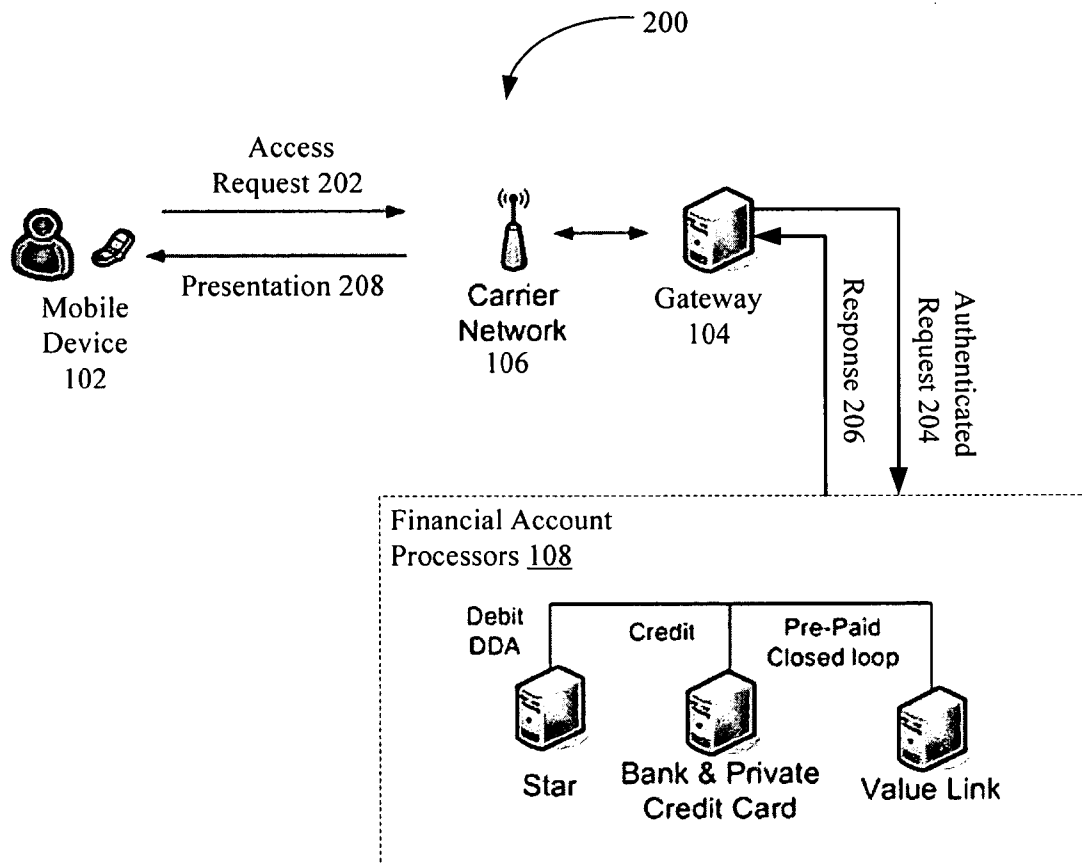 200
Access
Request 202
Presentation 208
Mobile
Device
102
Carrier
Network
106
Gateway
104
Response 206
Authenticated
Request 204
Financial Account
Processors 108
Debit
DDA
Credit
Pre-Paid
Closed loop
Star
Bank & Private
Credit Card
Value Link